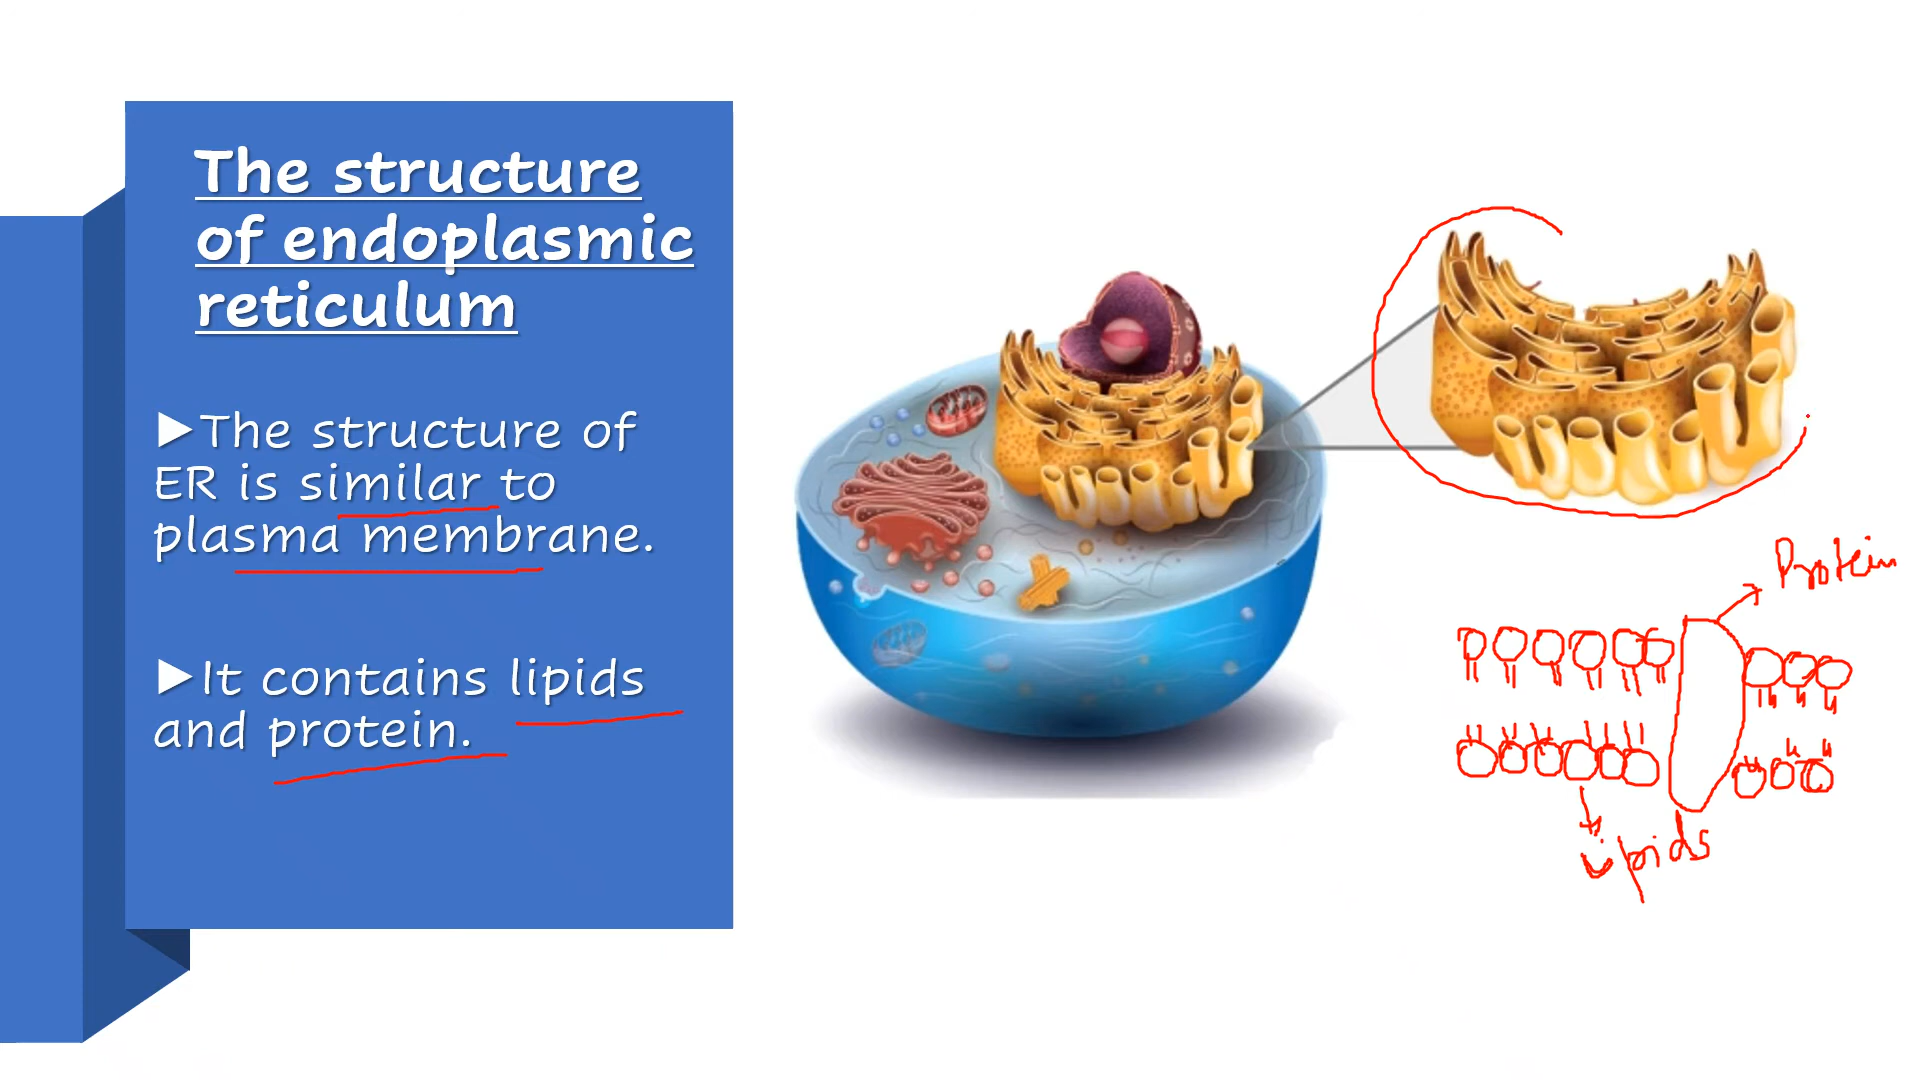 The structure
of endoplasmic
reticulum
►The structure of
ER is similar to
plasma membrane.
►It contains lipids
and protein.
Protein
lipids